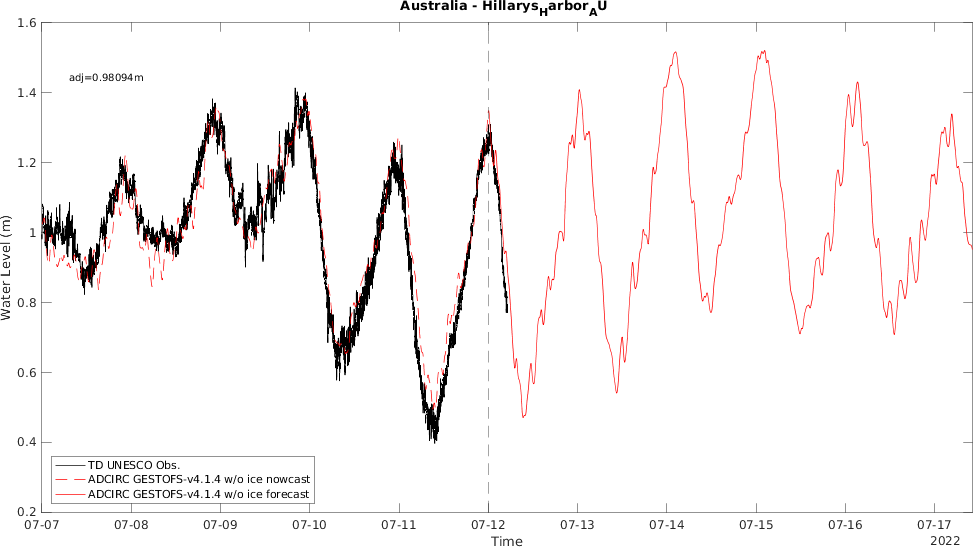 Australia - HillarysHarborAU
1.6
adj=0.98094m
1.4
1.2
1
0.8
0.6
0.4
0.2
Water Level (m)
TD UNESCO Obs.
ADCIRC GESTOFS-v4.1.4 w/o ice nowcast
ADCIRC GESTOFS-v4.1.4 w/o ice forecast
07-07 07-08 07-09 07-10 07-11 07-12 07-13 07-14 07-15 07-16 07-17
Time
2022